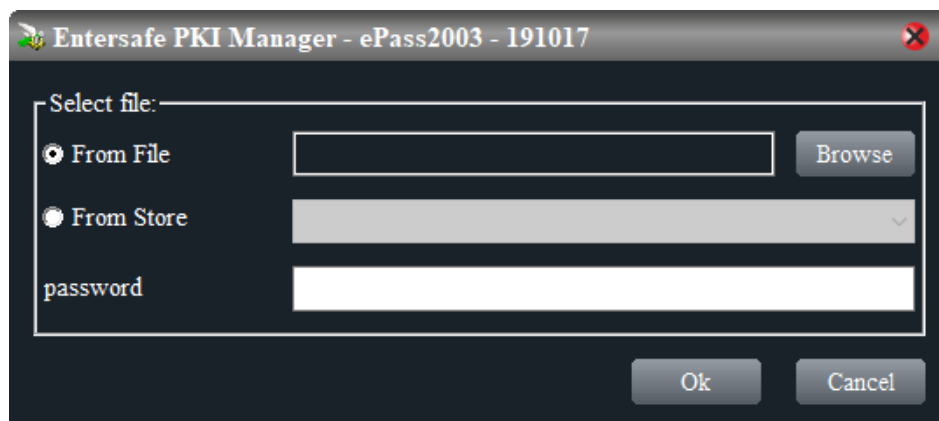 Entersafe PKI Manager - ePass2003 - 191017
Select file:
From File
Browse
From Store
password
Ok
Cancel